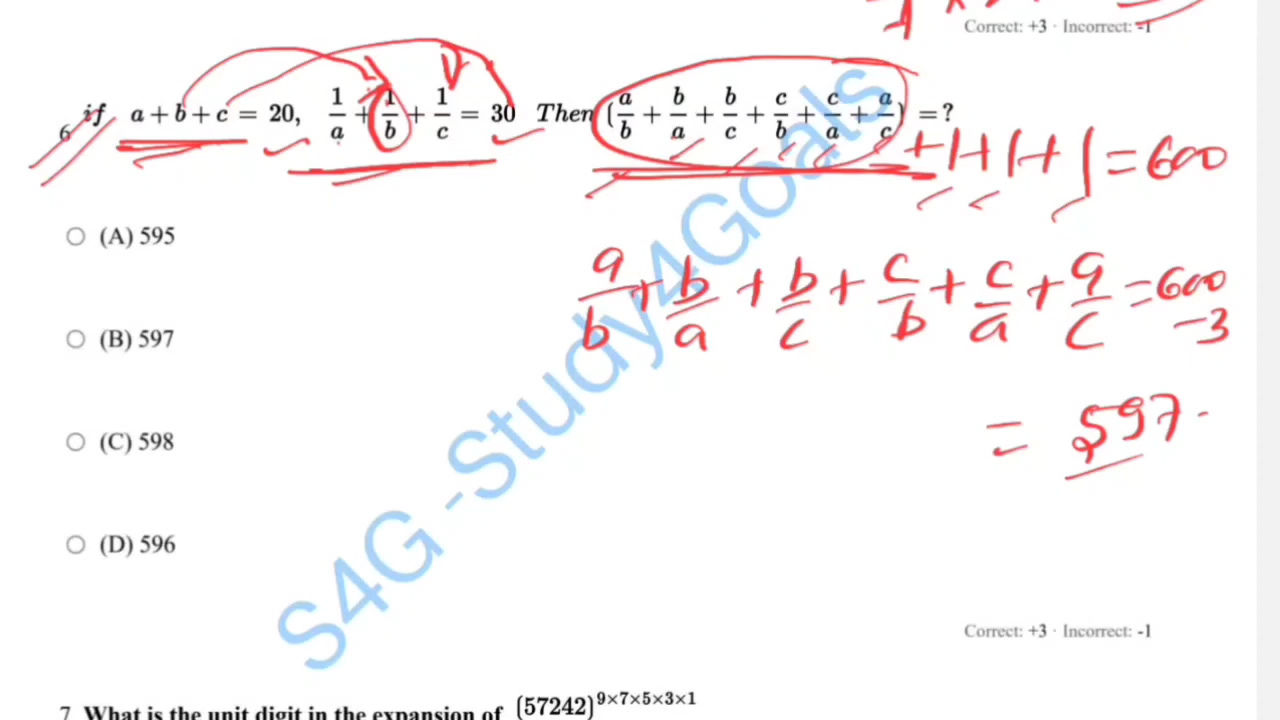 Correct: +3 · Incorrect: -1
6 if a + b + c = 20, 1/a + 1/b + 1/c = 30 Then (a/b + b/a + b/c + c/b + c/a + a/c) = ?
+1+1+1=600
(A) 595
a/b + b/a + b/c + c/b + c/a + a/c = 600
-3
(B) 597
= 597
(C) 598
(D) 596
S4G -Study4Goals
Correct: +3 · Incorrect: -1
7 What is the unit digit in the expansion of (57242)^9×7×5×3×1